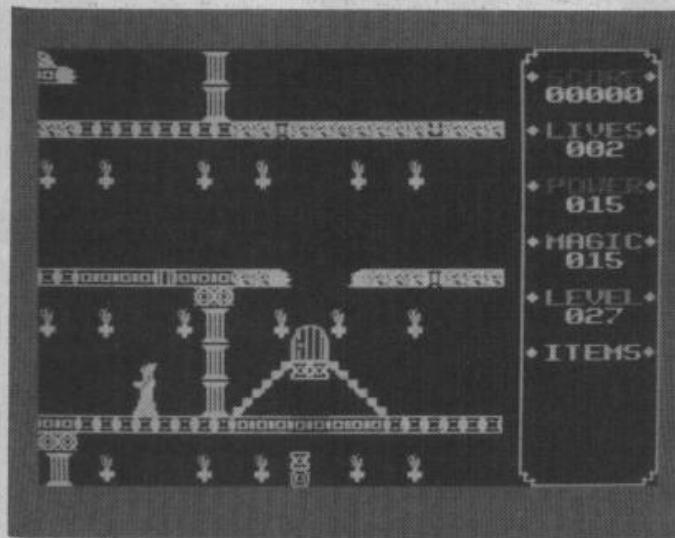 SCORE
00000
LIVES
002
POWER
015
MAGIC
015
LEVEL
027
ITEMS